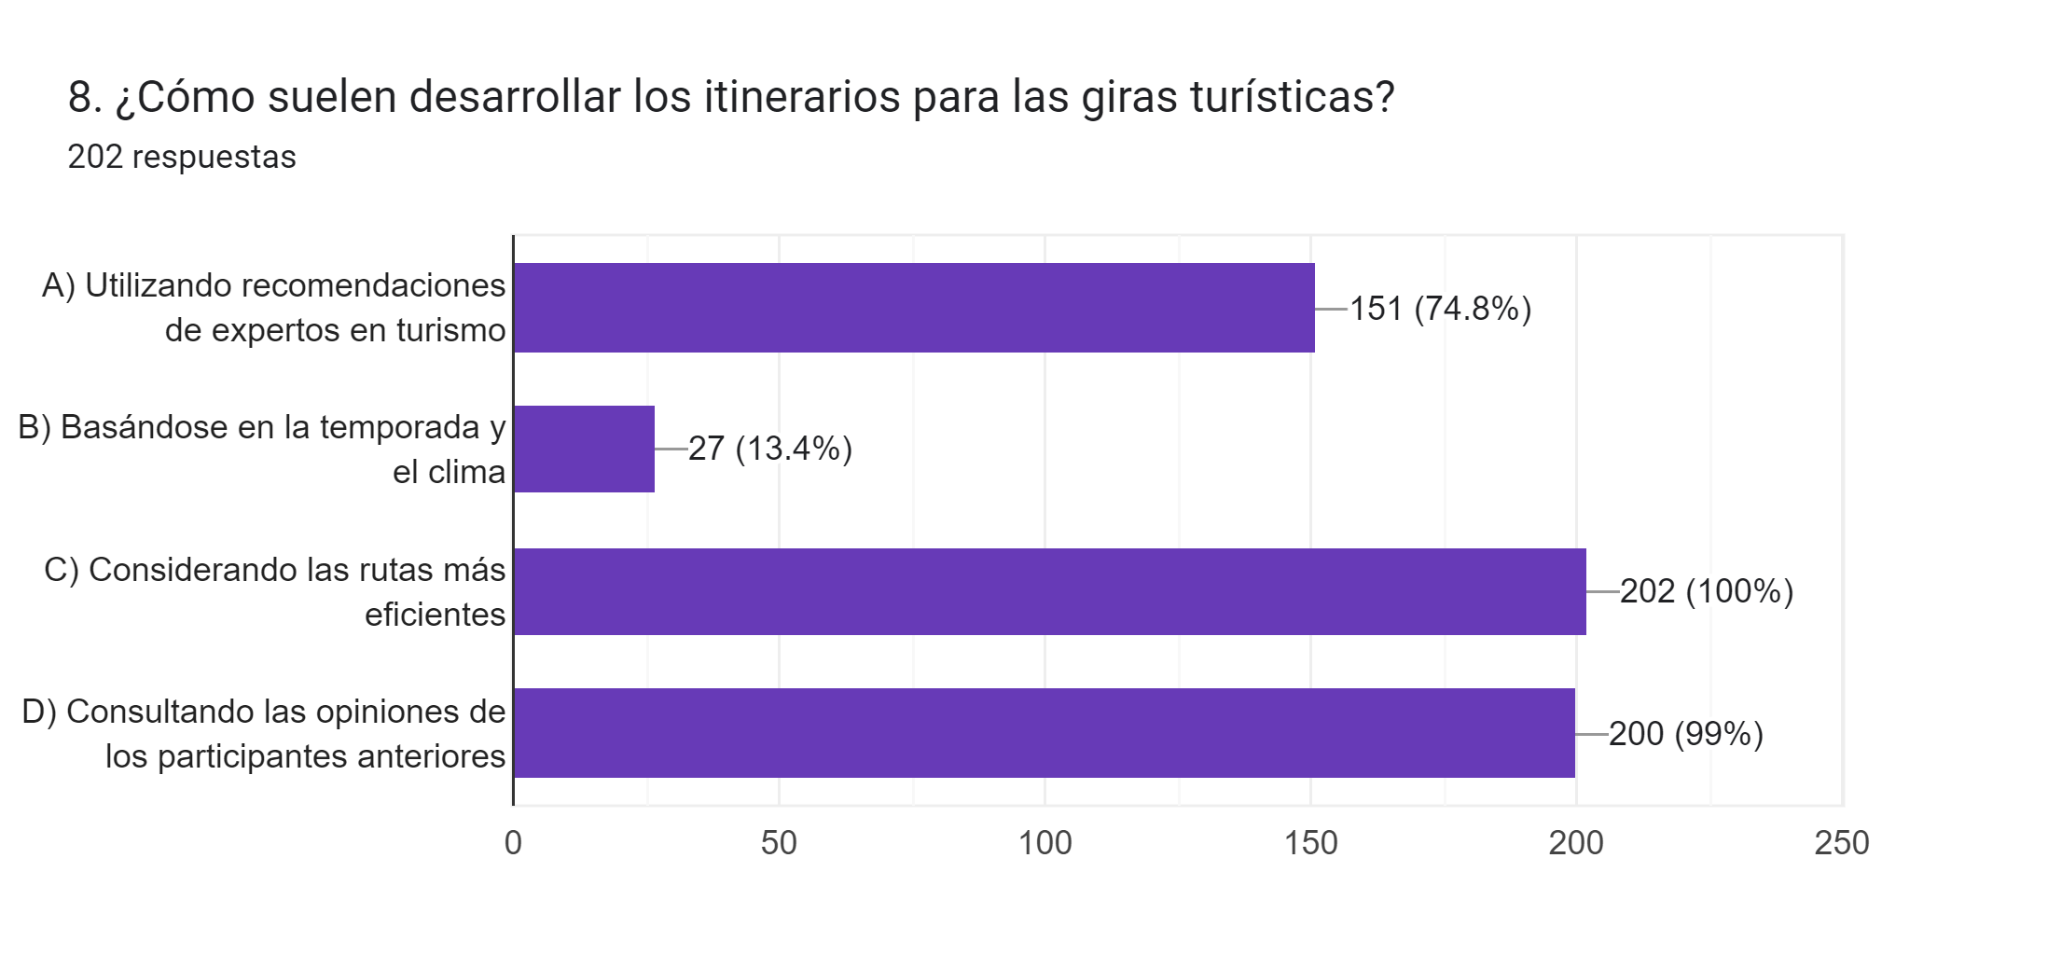 8. ¿Cómo suelen desarrollar los itinerarios para las giras turísticas?
202 respuestas
A) Utilizando recomendaciones
de expertos en turismo
151 (74.8%)
B) Basándose en la temporada y
el clima
27 (13.4%)
C) Considerando las rutas más
eficientes
202 (100%)
D) Consultando las opiniones de
los participantes anteriores
200 (99%)
0 50 100 150 200 250